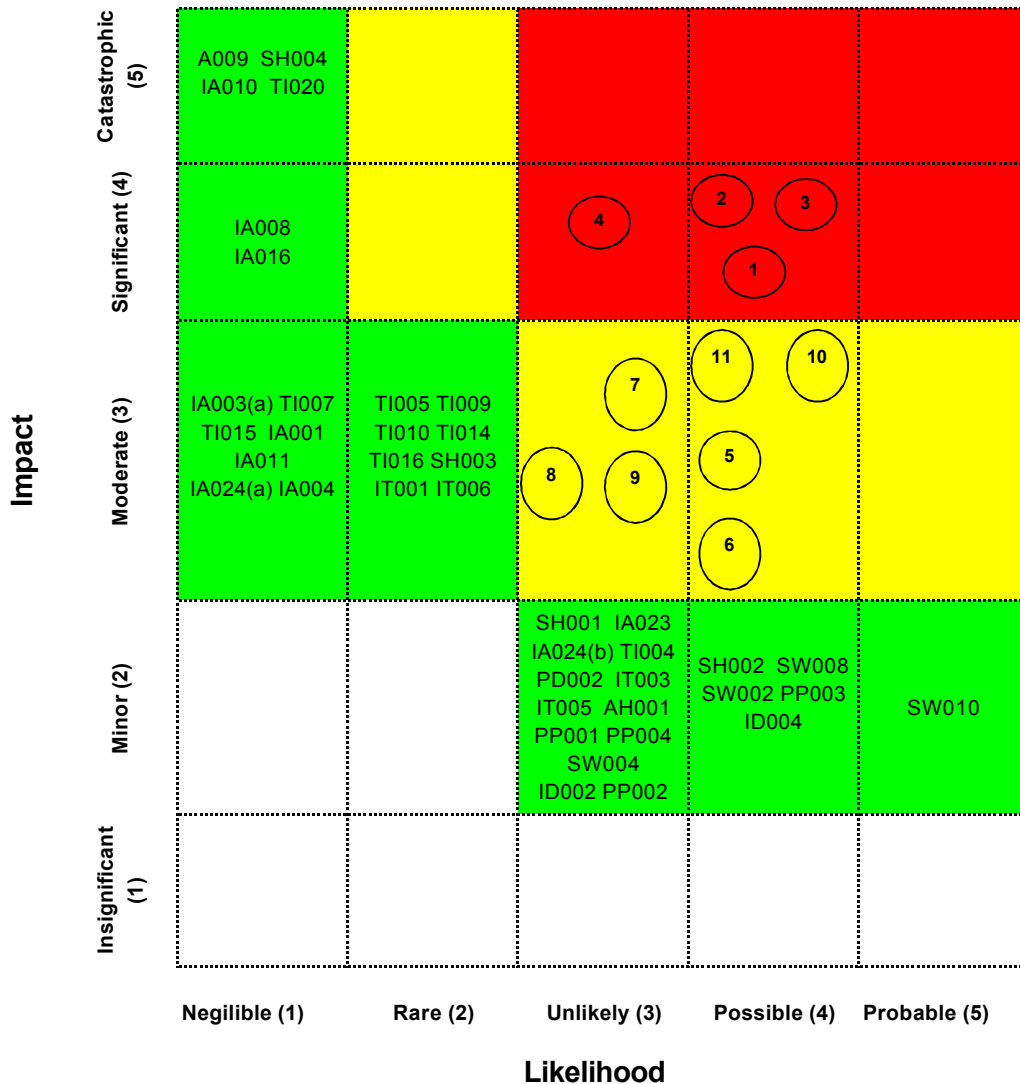 Catastrophic
(5)
A009 SH004
IA010 TI020
Significant (4)
IA008
IA016
4
2
3
1
Impact
Moderate (3)
IA003(a) TI007
TI015 IA001
IA011
IA024(a) IA004
TI005 TI009
TI010 TI014
TI016 SH003
IT001 IT006
7
8
9
11
10
5
6
Minor (2)
SH001 IA023
IA024(b) TI004
PD002 IT003
IT005 AH001
PP001 PP004
SW004
ID002 PP002
SH002 SW008
SW002 PP003
ID004
SW010
Insignificant
(1)
Negilible (1)
Rare (2)
Unlikely (3)
Possible (4)
Probable (5)
Likelihood